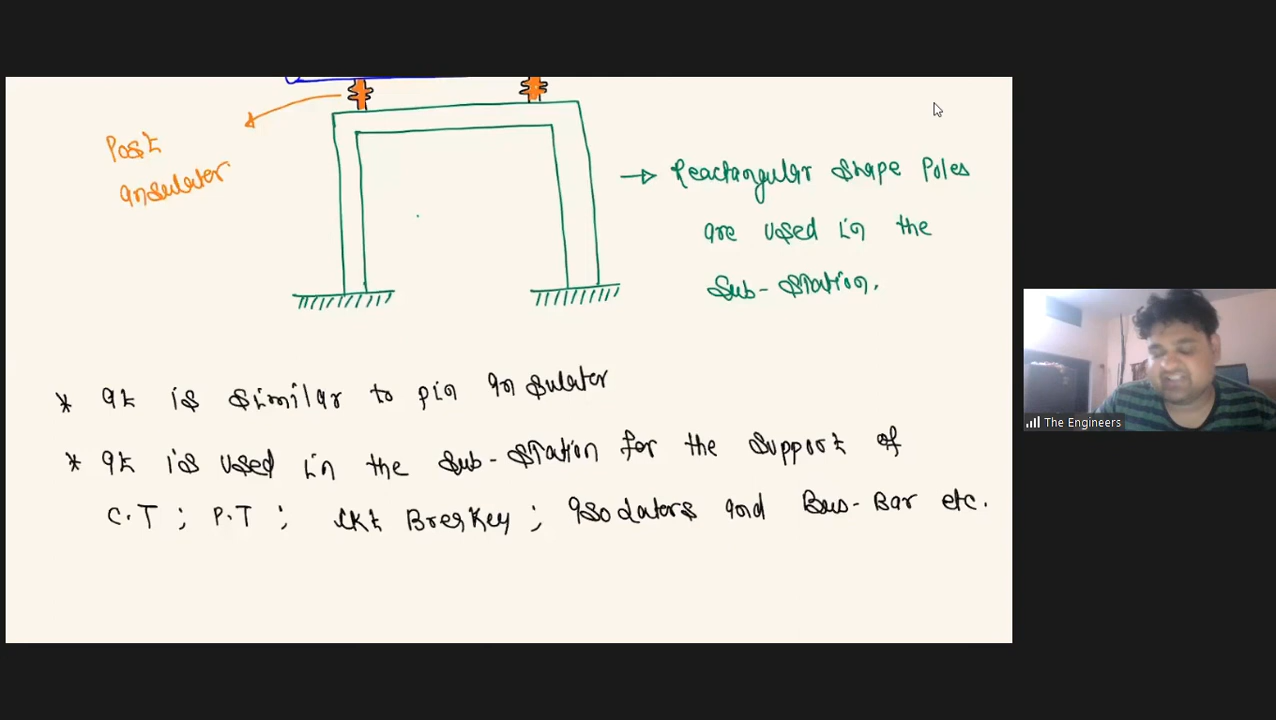 Post
insulator
→ Reactangular shape Poles
are used in the
Sub-station.
* It is similar to pin insulator
* It is used in the sub-station for the support of
C.T ; P.T ; ckt Breaker ; isolators and Bus-Bar etc.
The Engineers